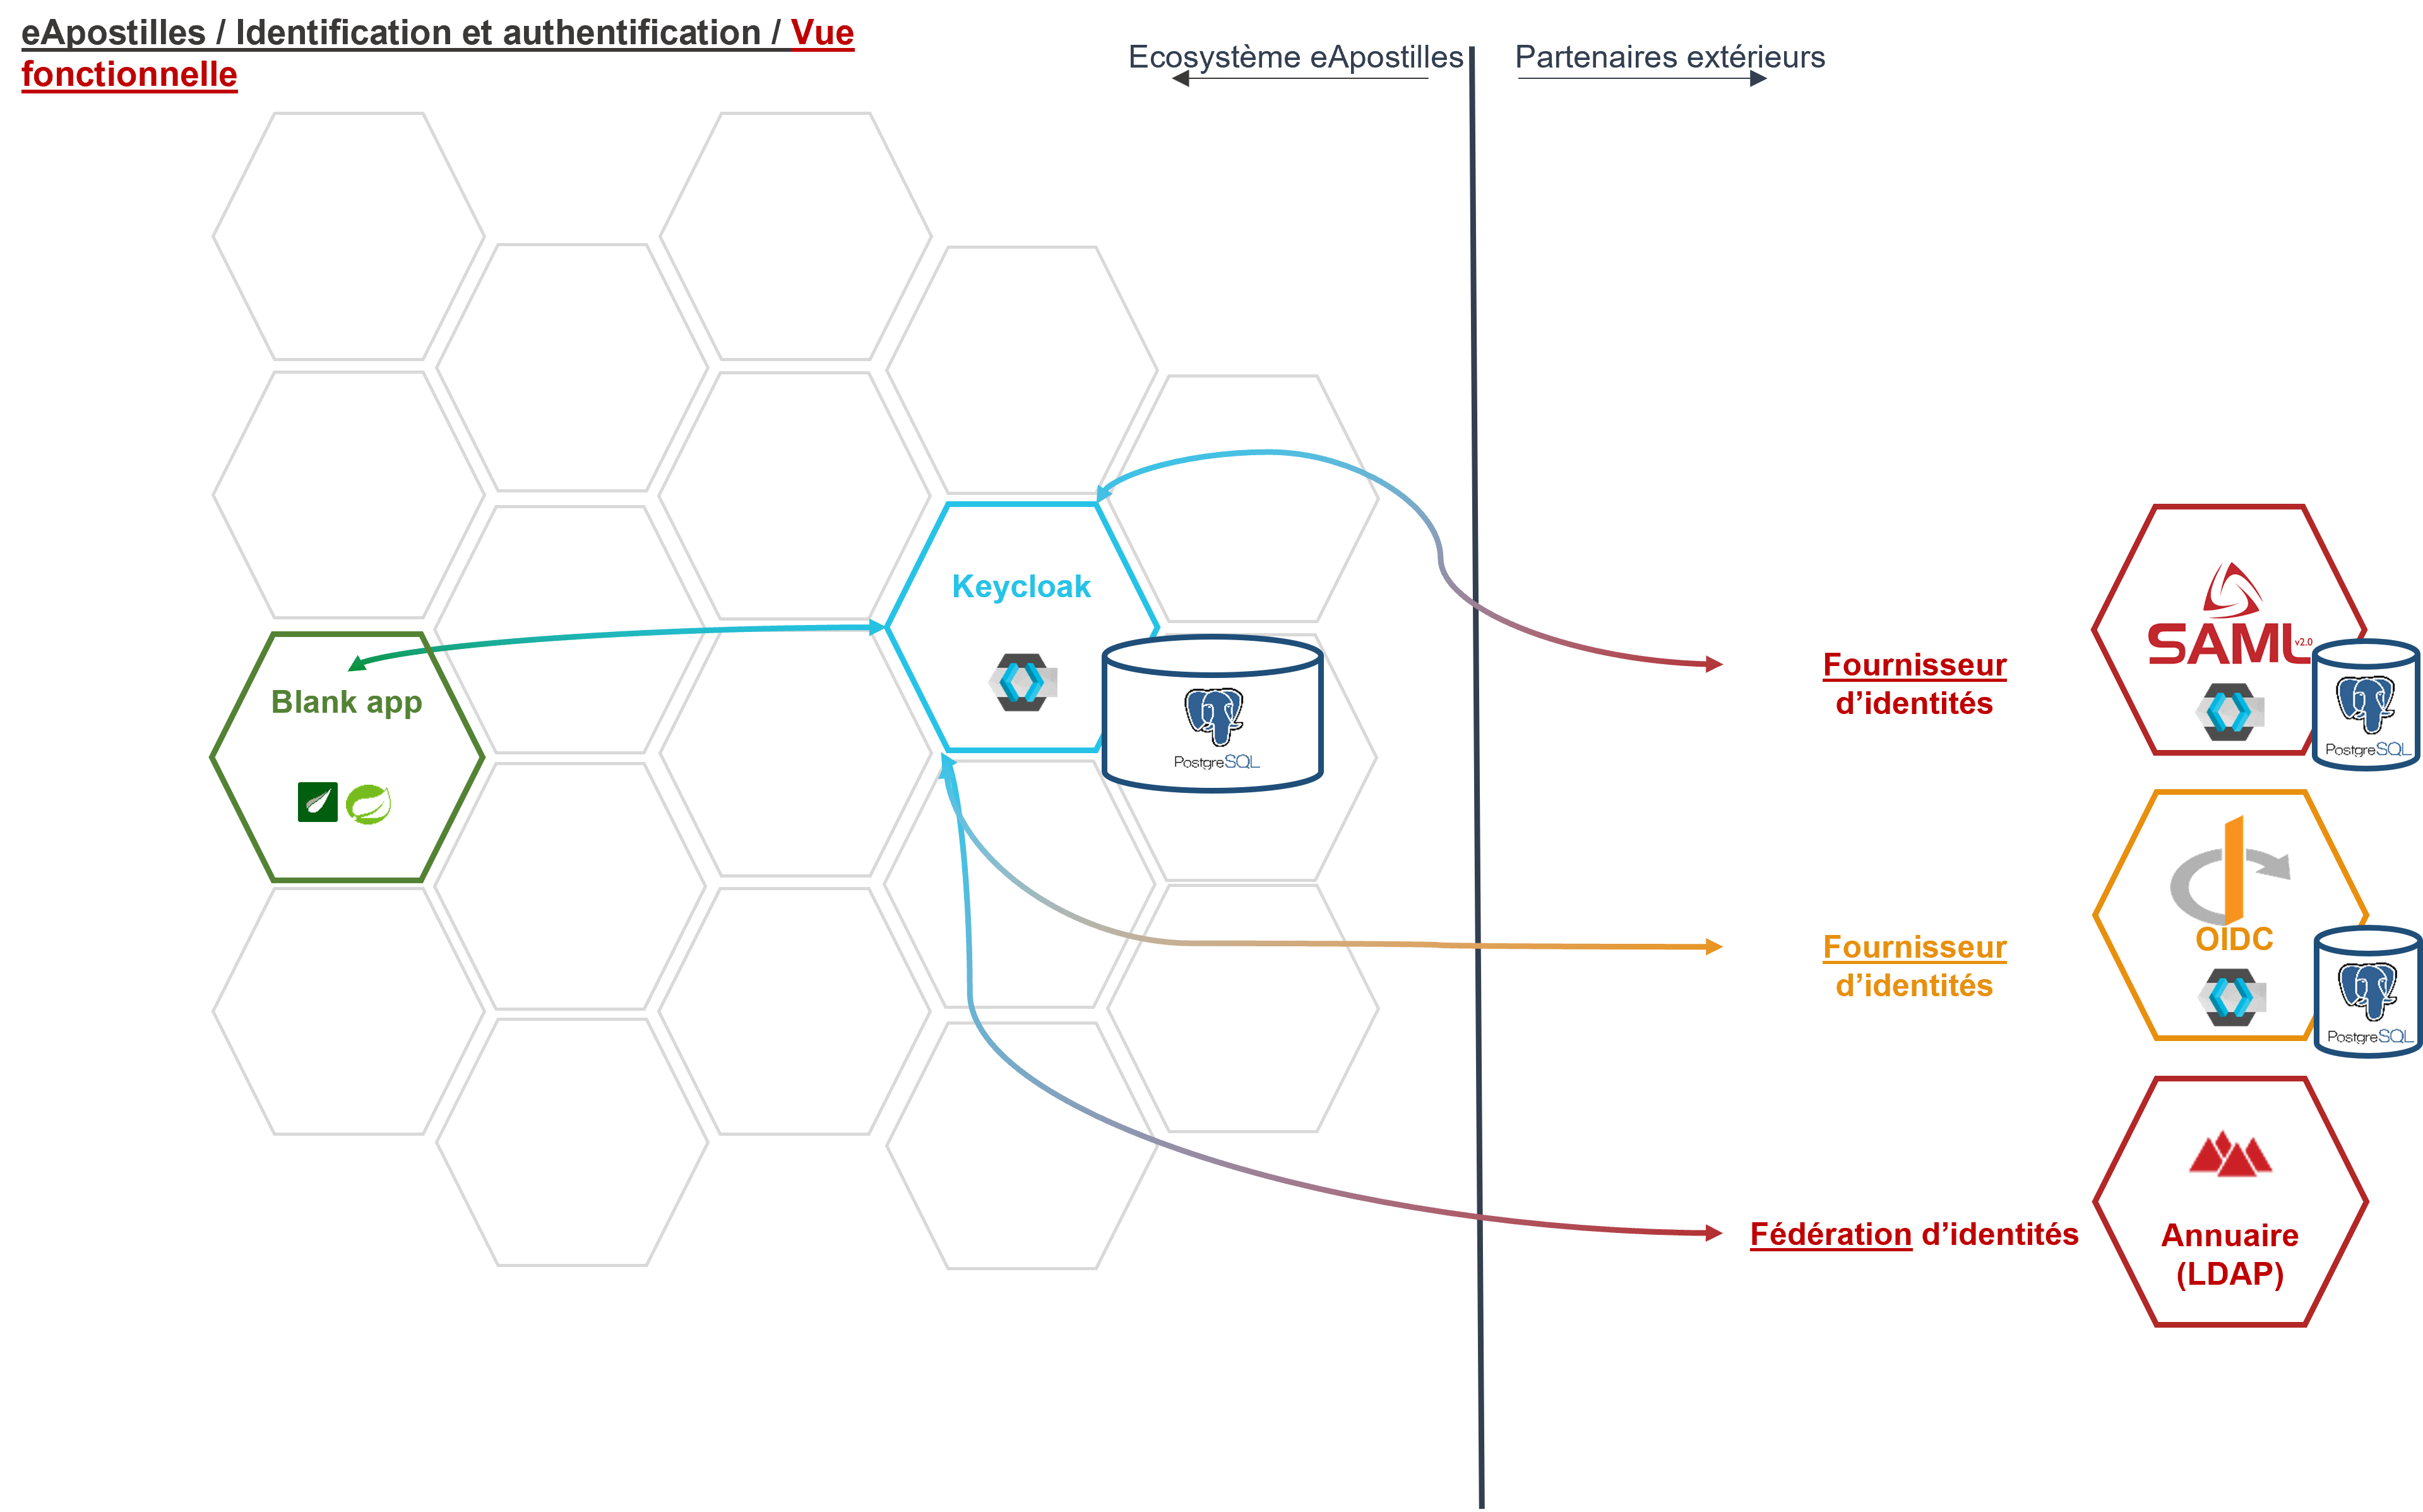 eApostilles / Identification et authentification / Vue
fonctionnelle
Ecosystème eApostilles
Partenaires extérieurs
Keycloak
PostgreSQL
Blank app
Fournisseur
d’identités
SAML v2.0
PostgreSQL
Fournisseur
d’identités
OIDC
PostgreSQL
Fédération d’identités
Annuaire
(LDAP)